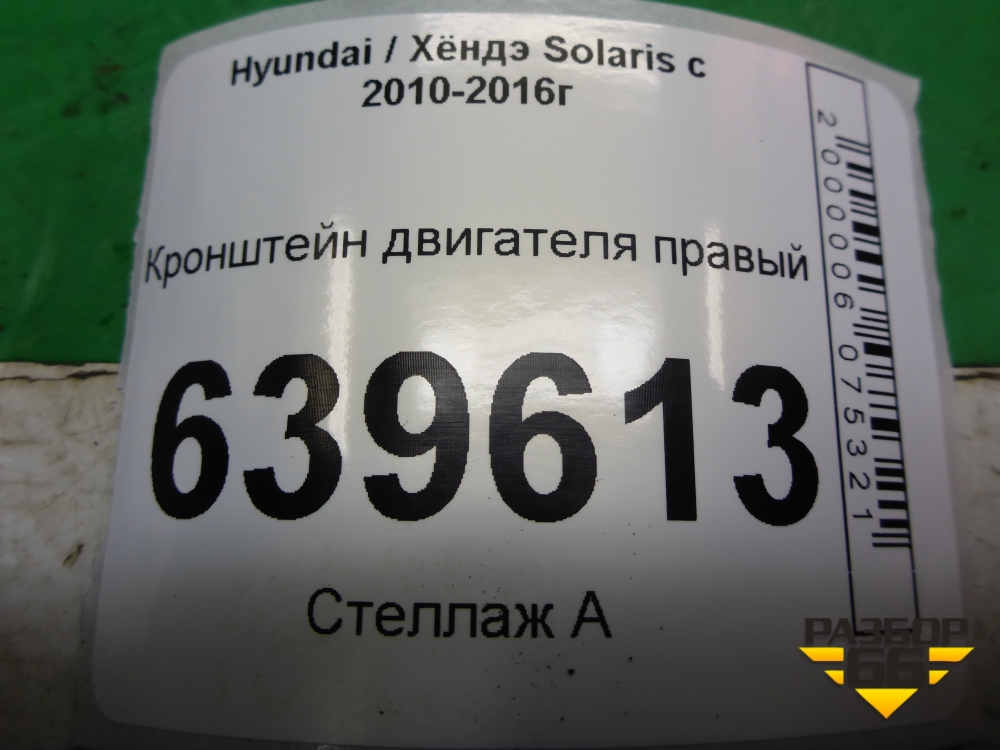 Hyundai / Хёндэ Solaris с
2010-2016г
Кронштейн двигателя правый
639613
Стеллаж А
2000006075321
РАЗБОР
66